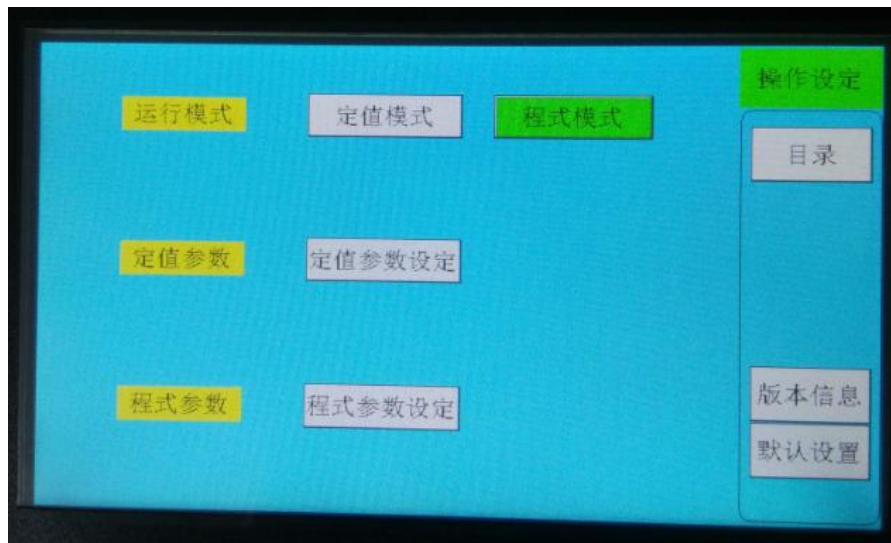 操作设定
运行模式 定值模式 程式模式
目录
定值参数 定值参数设定
程式参数 程式参数设定
版本信息
默认设置